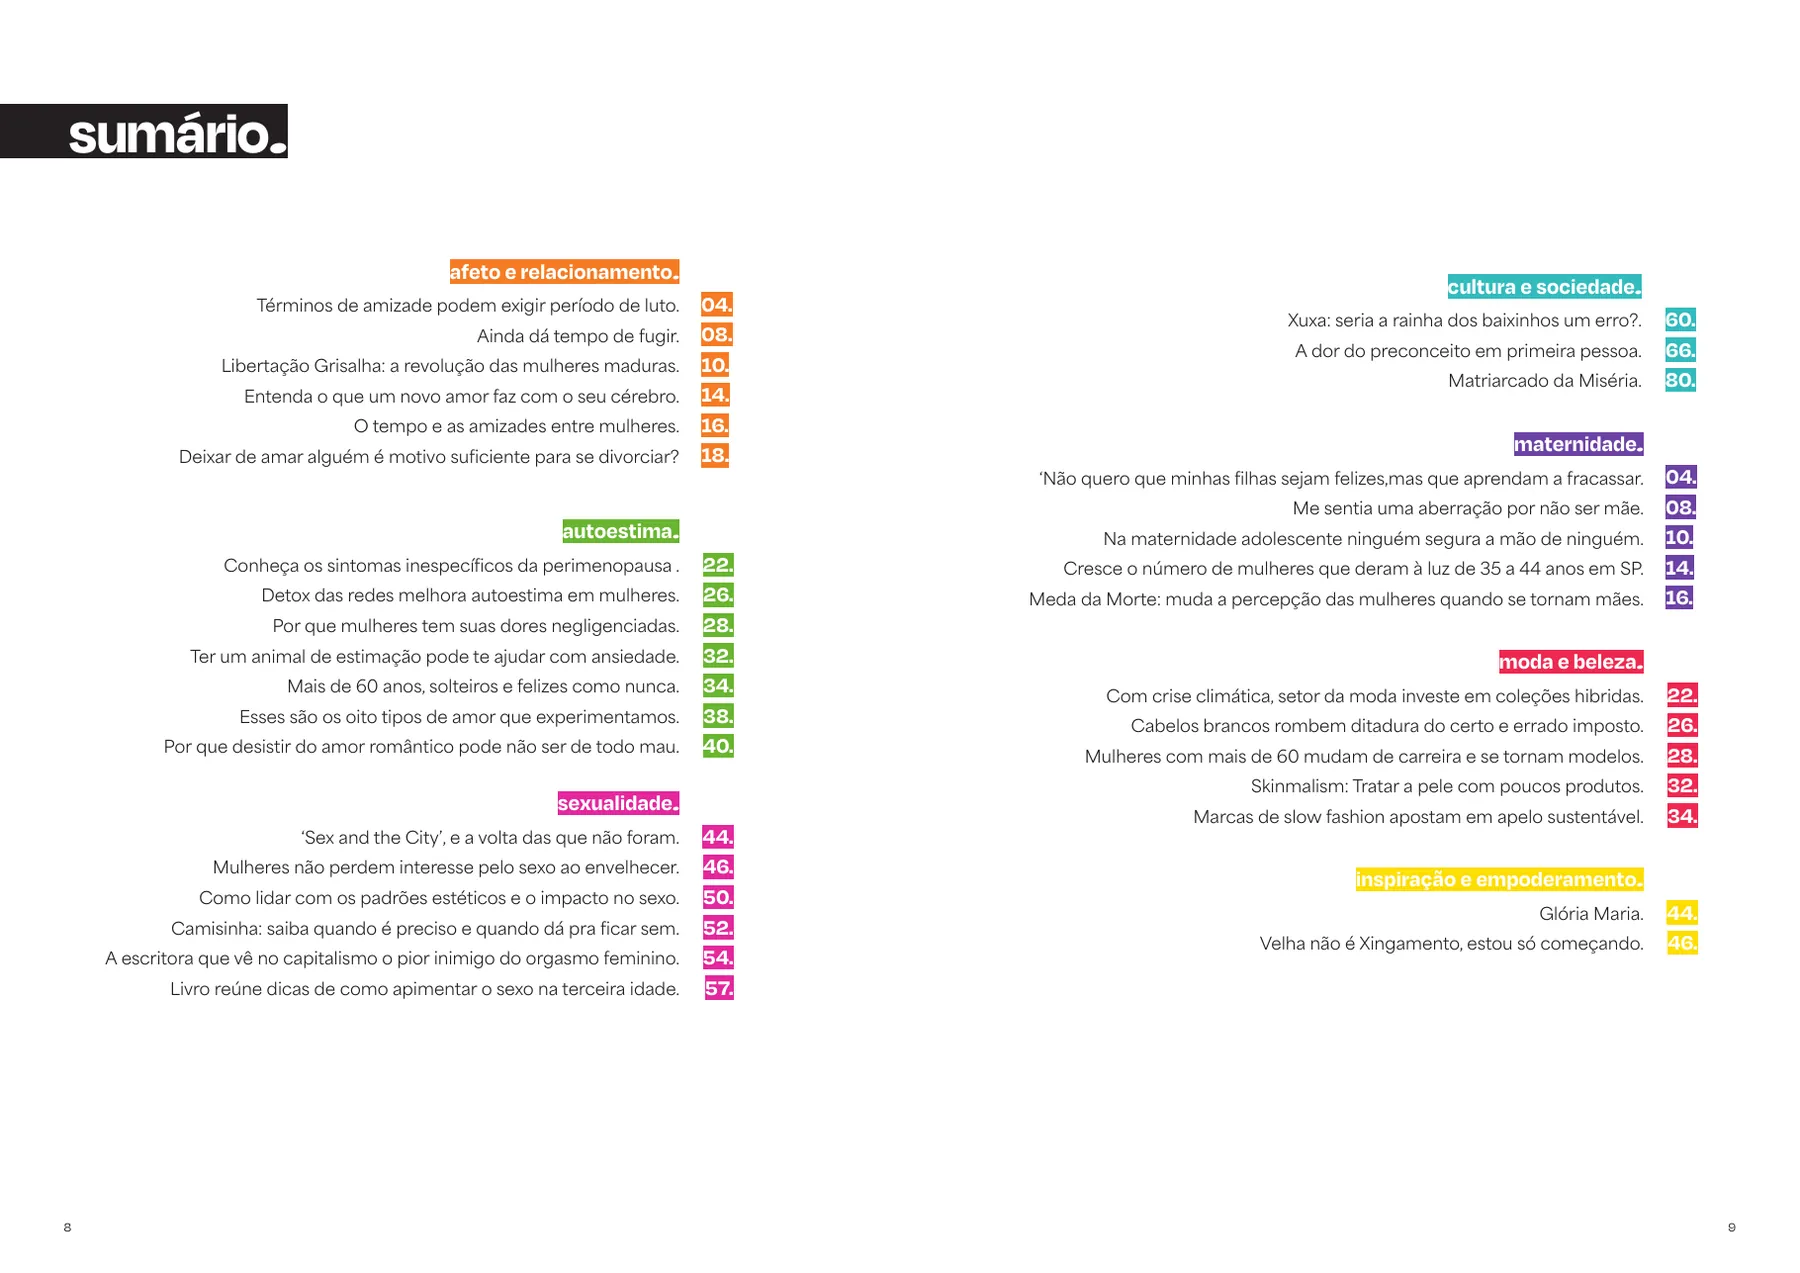 sumário.
afeto e relacionamento.
Términos de amizade podem exigir período de luto. 04.
Ainda dá tempo de fugir. 08.
Libertação Grisalha: a revolução das mulheres maduras. 10.
Entenda o que um novo amor faz com o seu cérebro. 14.
O tempo e as amizades entre mulheres. 16.
Deixar de amar alguém é motivo suficiente para se divorciar? 18.
autoestima.
Conheça os sintomas inespecíficos da perimenopausa . 22.
Detox das redes melhora autoestima em mulheres. 26.
Por que mulheres tem suas dores negligenciadas. 28.
Ter um animal de estimação pode te ajudar com ansiedade. 32.
Mais de 60 anos, solteiros e felizes como nunca. 34.
Esses são os oito tipos de amor que experimentamos. 38.
Por que desistir do amor romântico pode não ser de todo mau. 40.
sexualidade.
‘Sex and the City’, e a volta das que não foram. 44.
Mulheres não perdem interesse pelo sexo ao envelhecer. 46.
Como lidar com os padrões estéticos e o impacto no sexo. 50.
Camisinha: saiba quando é preciso e quando dá pra ficar sem. 52.
A escritora que vê no capitalismo o pior inimigo do orgasmo feminino. 54.
Livro reúne dicas de como apimentar o sexo na terceira idade. 57.
8
cultura e sociedade.
Xuxa: seria a rainha dos baixinhos um erro?. 60.
A dor do preconceito em primeira pessoa. 66.
Matriarcado da Miséria. 80.
maternidade.
‘Não quero que minhas filhas sejam felizes,mas que aprendam a fracassar. 04.
Me sentia uma aberração por não ser mãe. 08.
Na maternidade adolescente ninguém segura a mão de ninguém. 10.
Cresce o número de mulheres que deram à luz de 35 a 44 anos em SP. 14.
Meda da Morte: muda a percepção das mulheres quando se tornam mães. 16.
moda e beleza.
Com crise climática, setor da moda investe em coleções hibridas. 22.
Cabelos brancos rombem ditadura do certo e errado imposto. 26.
Mulheres com mais de 60 mudam de carreira e se tornam modelos. 28.
Skinmalism: Tratar a pele com poucos produtos. 32.
Marcas de slow fashion apostam em apelo sustentável. 34.
inspiração e empoderamento.
Glória Maria. 44.
Velha não é Xingamento, estou só começando. 46.
9